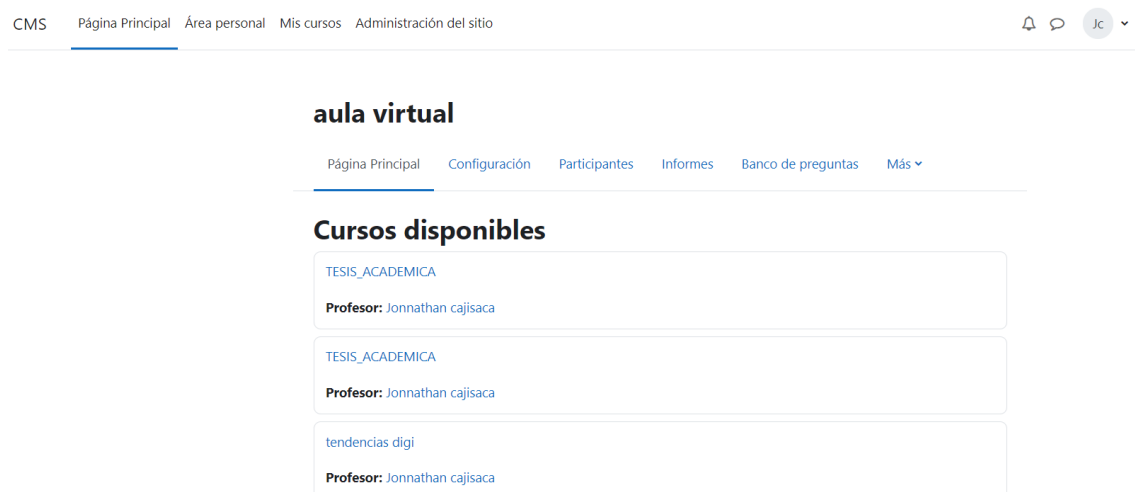 CMS Página Principal Área personal Mis cursos Administración del sitio Jc
aula virtual
Página Principal Configuración Participantes Informes Banco de preguntas Más
Cursos disponibles
TESIS_ACADEMICA
Profesor: Jonnathan cajisaca
TESIS_ACADEMICA
Profesor: Jonnathan cajisaca
tendencias digi
Profesor: Jonnathan cajisaca